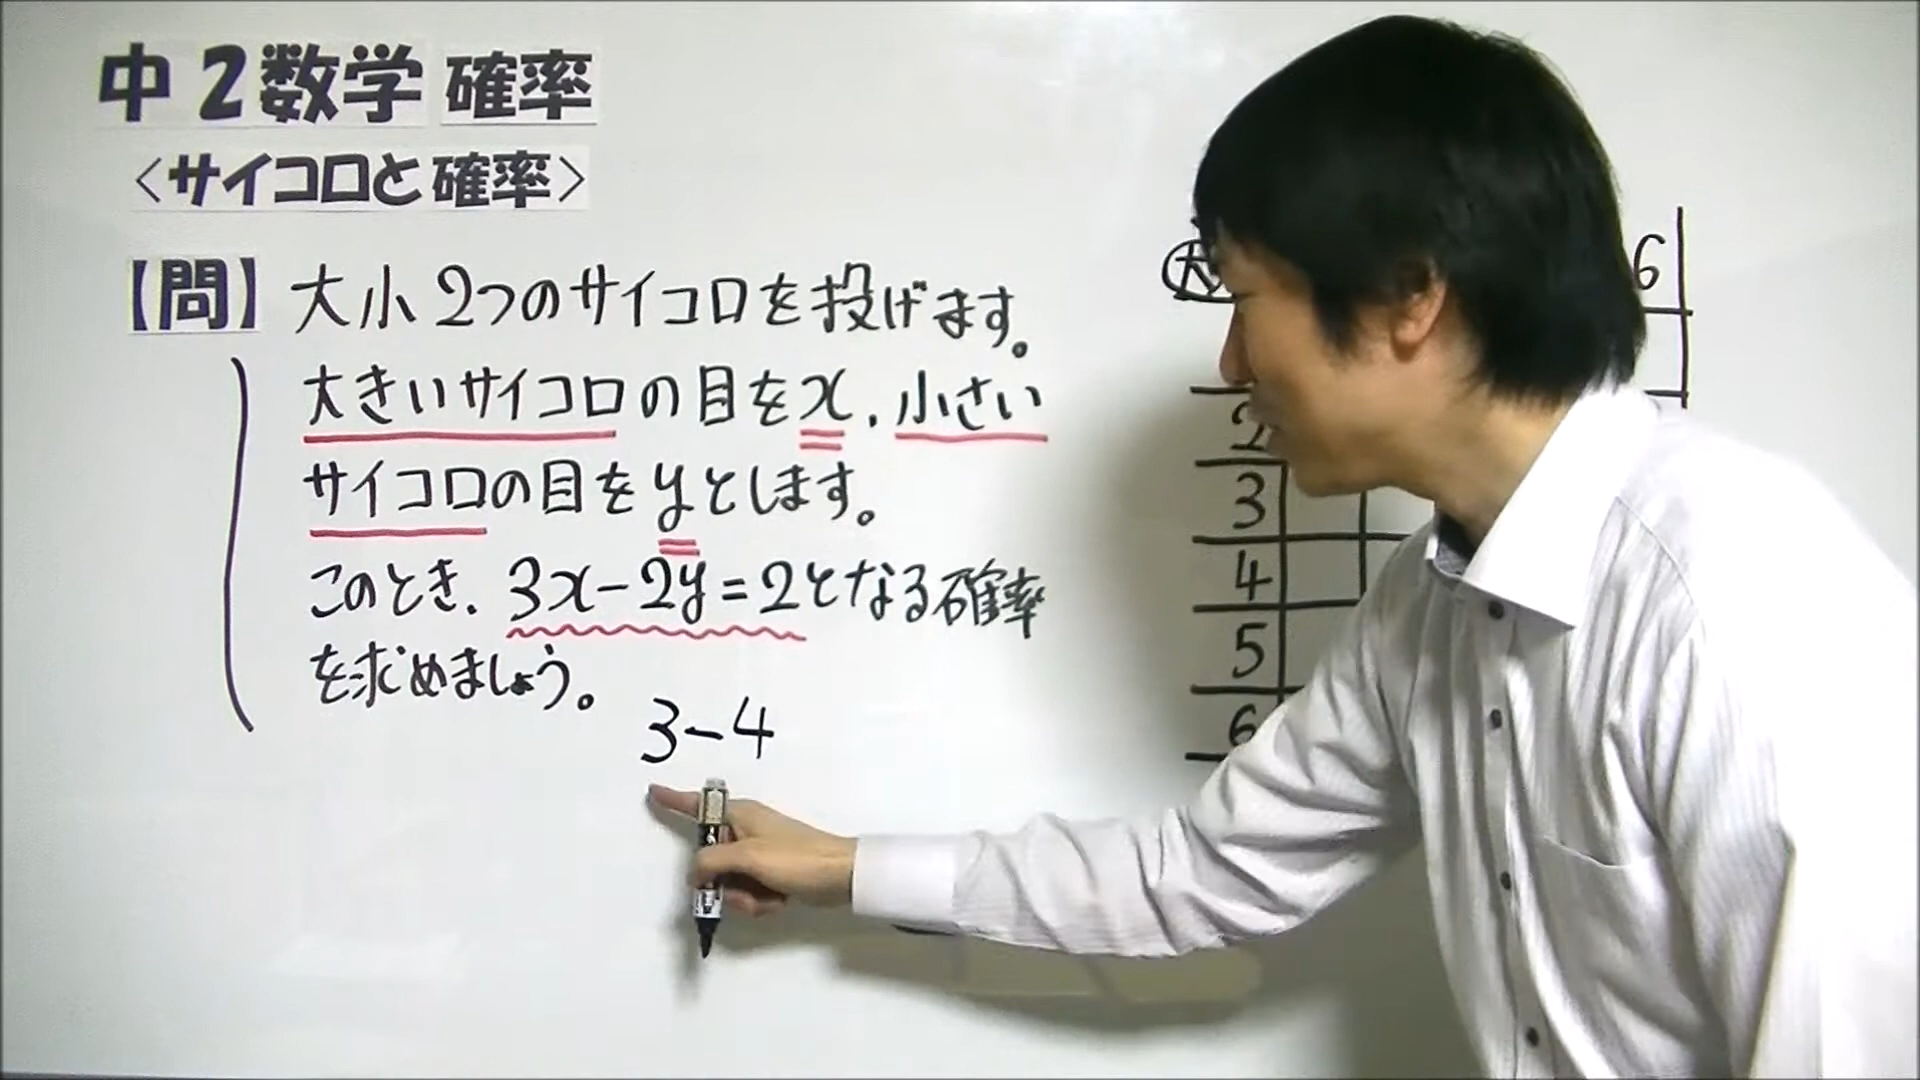 中２数学 確率
＜サイコロと確率＞
【問】大小2つのサイコロを投げます。
大きいサイコロの目をx、小さい
サイコロの目をyとします。
このとき、3x-2y=2となる確率
を求めましょう。
3-4
大
6
2
3
4
5
6